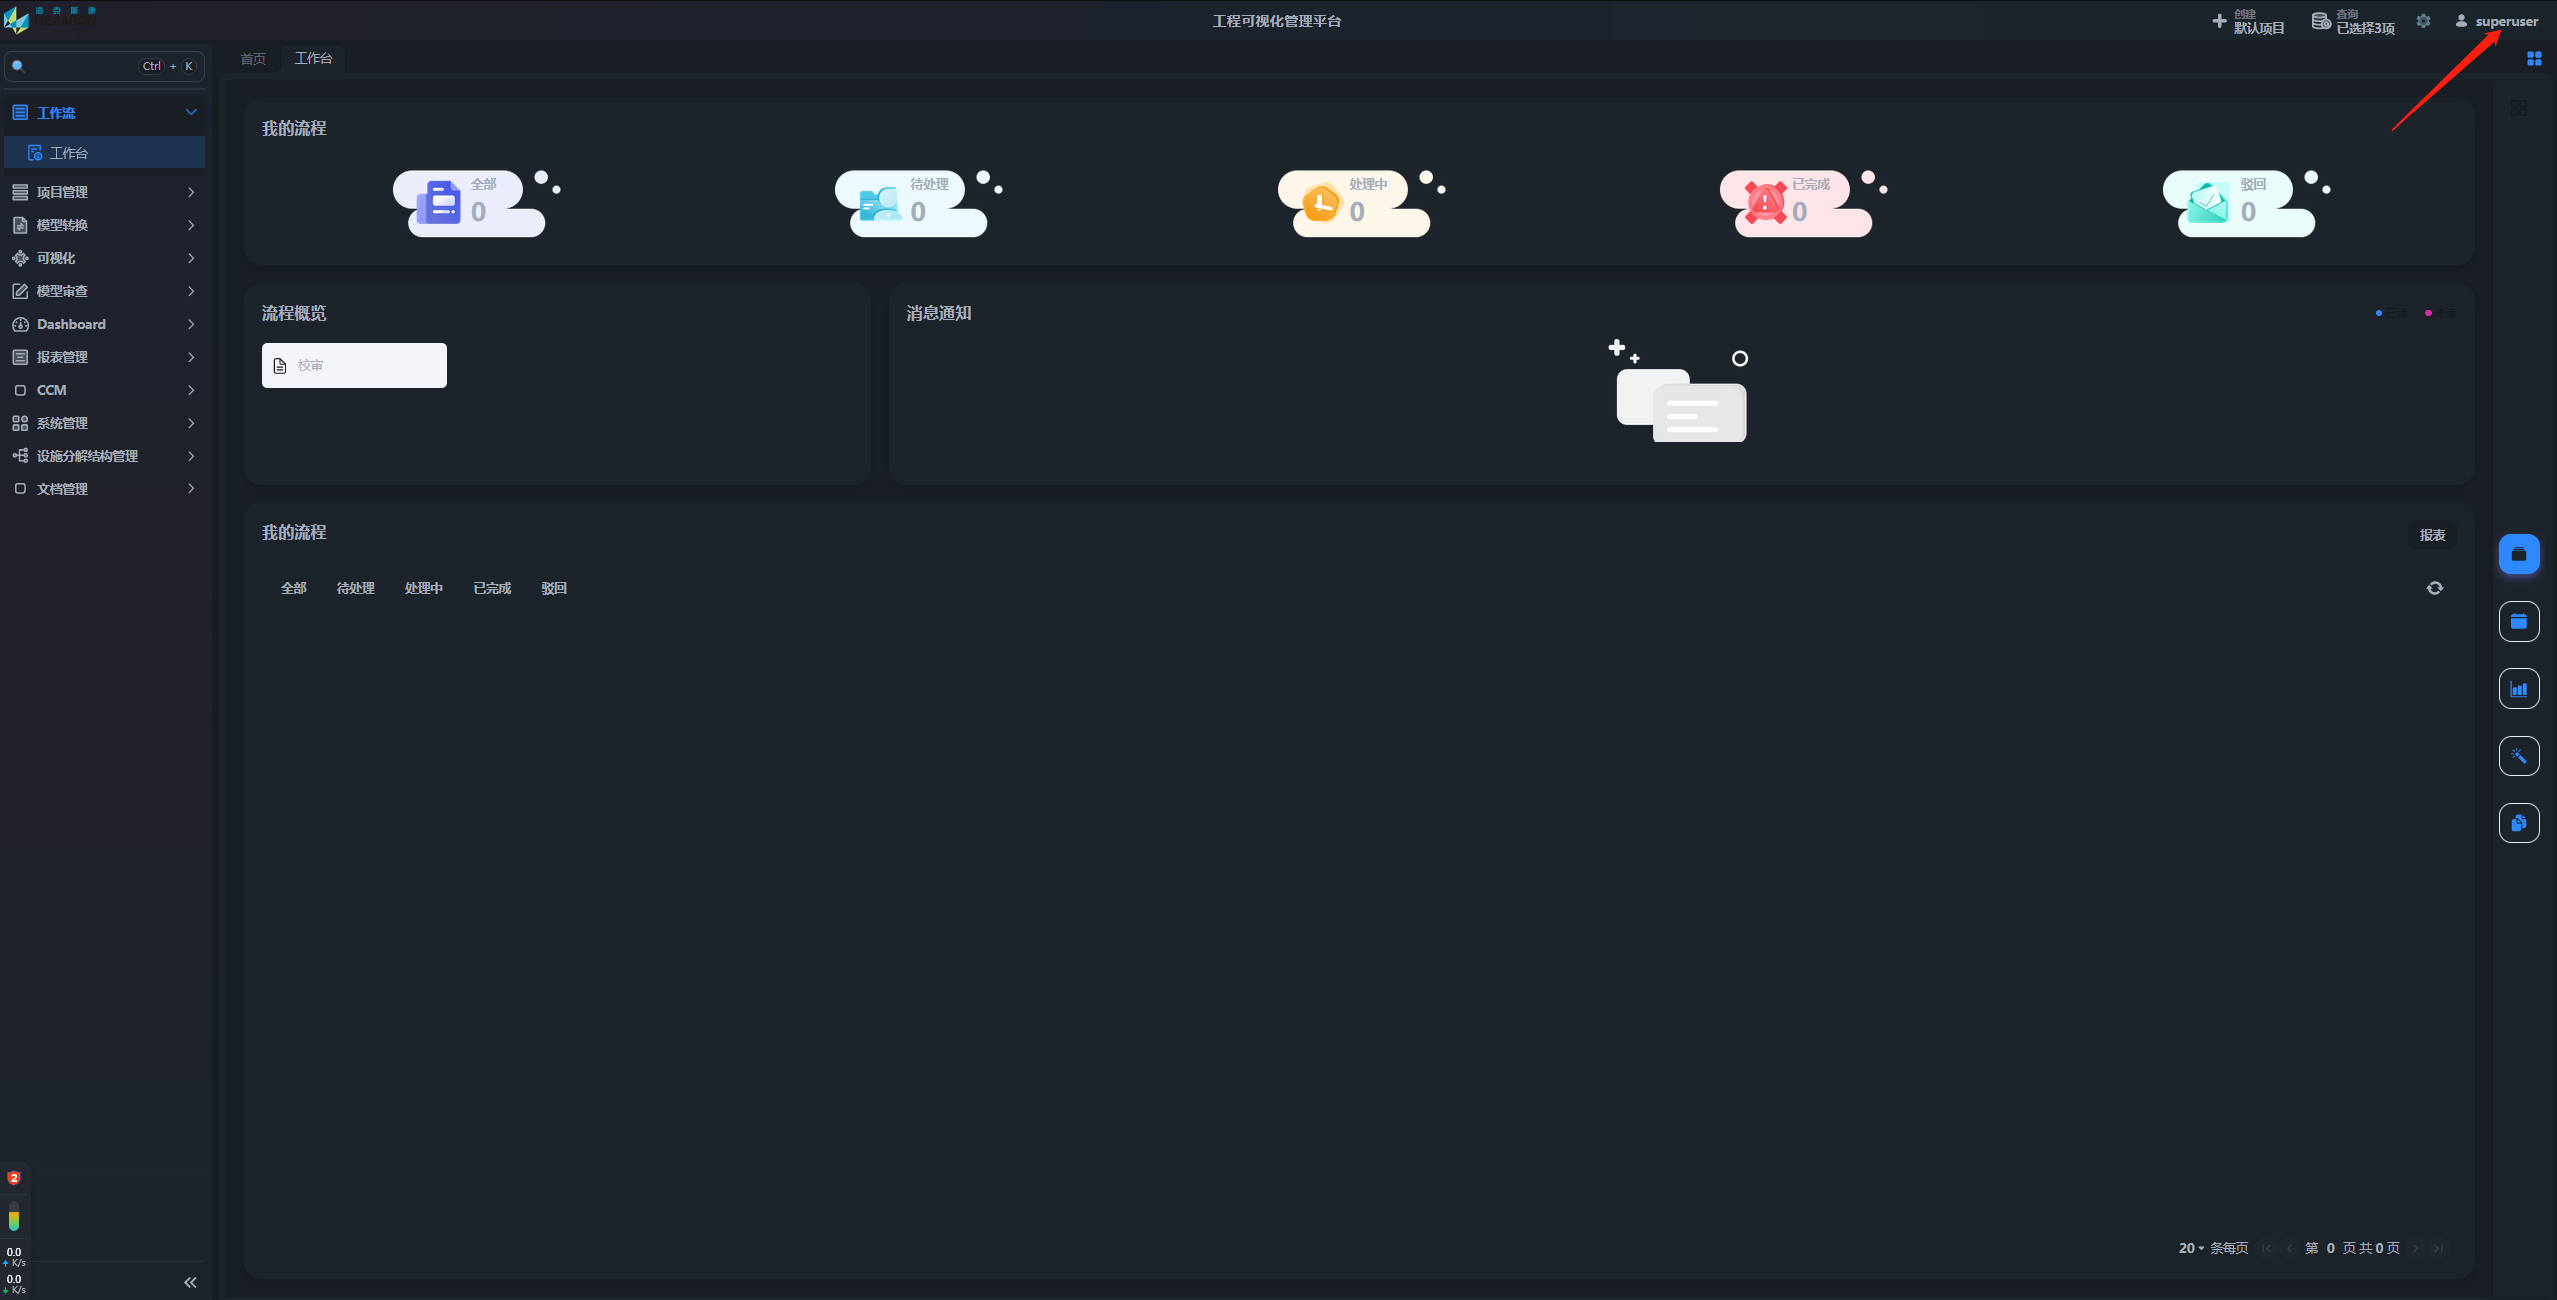 海克斯康
HEXAGON
工程可视化管理平台
创建
默认项目
查询
已选择3项
superuser
Ctrl + K
首页
工作台
工作流
工作台
项目管理
模型转换
可视化
模型审查
Dashboard
报表管理
CCM
系统管理
设施分解结构管理
文档管理
我的流程
全部
0
待处理
0
处理中
0
已完成
0
驳回
0
流程概览
校审
消息通知
我的流程
报表
全部 待处理 处理中 已完成 驳回
20 条每页 第 0 页 共 0 页
2
0.0
K/s
0.0
K/s